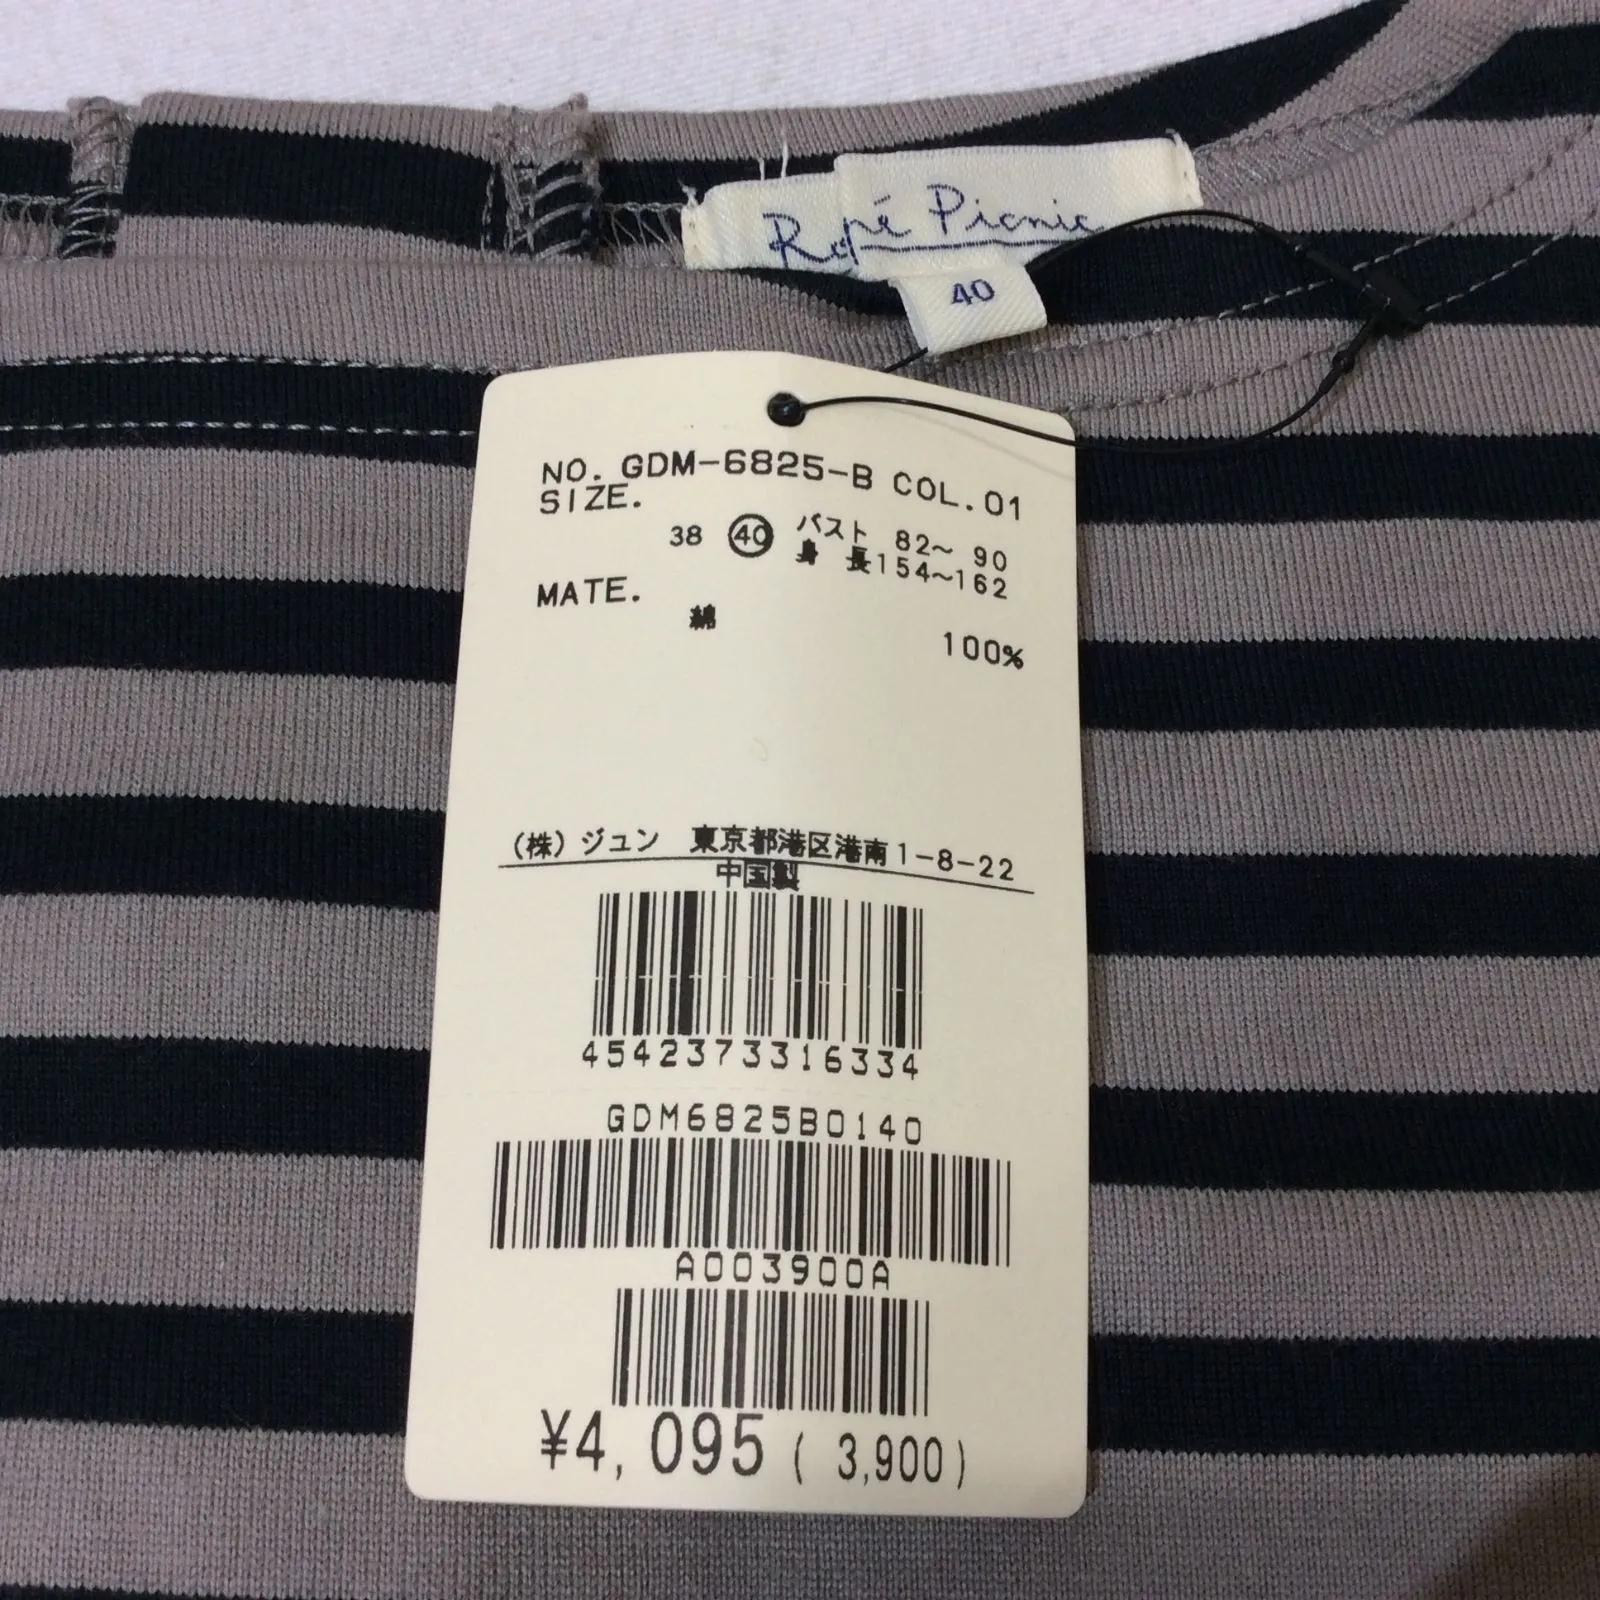 Ropé Picnic
40
NO. GDM-6825-B COL.01
SIZE.
38 40 バスト 82~ 90
身 長154~162
MATE.
綿
100%
(株)ジュン 東京都港区港南1-8-22
中国製
4542373316334
GDM6825B0140
A003900A
¥4,095 ( 3,900)